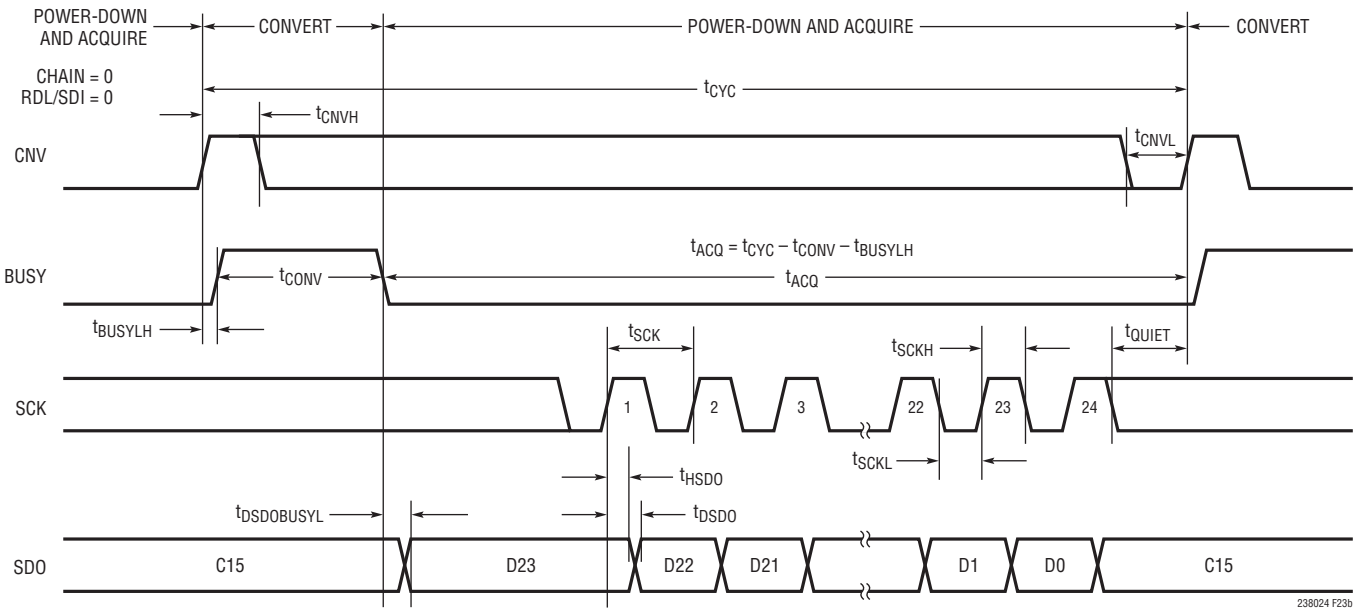 POWER-DOWN
AND ACQUIRE
CONVERT
POWER-DOWN AND ACQUIRE
CONVERT
CHAIN = 0
RDL/SDI = 0
tCYC
tCNVH
tCNVL
CNV
tACQ = tCYC – tCONV – tBUSYLH
BUSY
tCONV
tACQ
tBUSYLH
tSCK
tSCKH
tQUIET
SCK
1
2
3
22
23
24
tSCKL
tHSDO
tDSDOBUSYL
tDSDO
SDO
C15
D23
D22
D21
D1
D0
C15
238024 F23b